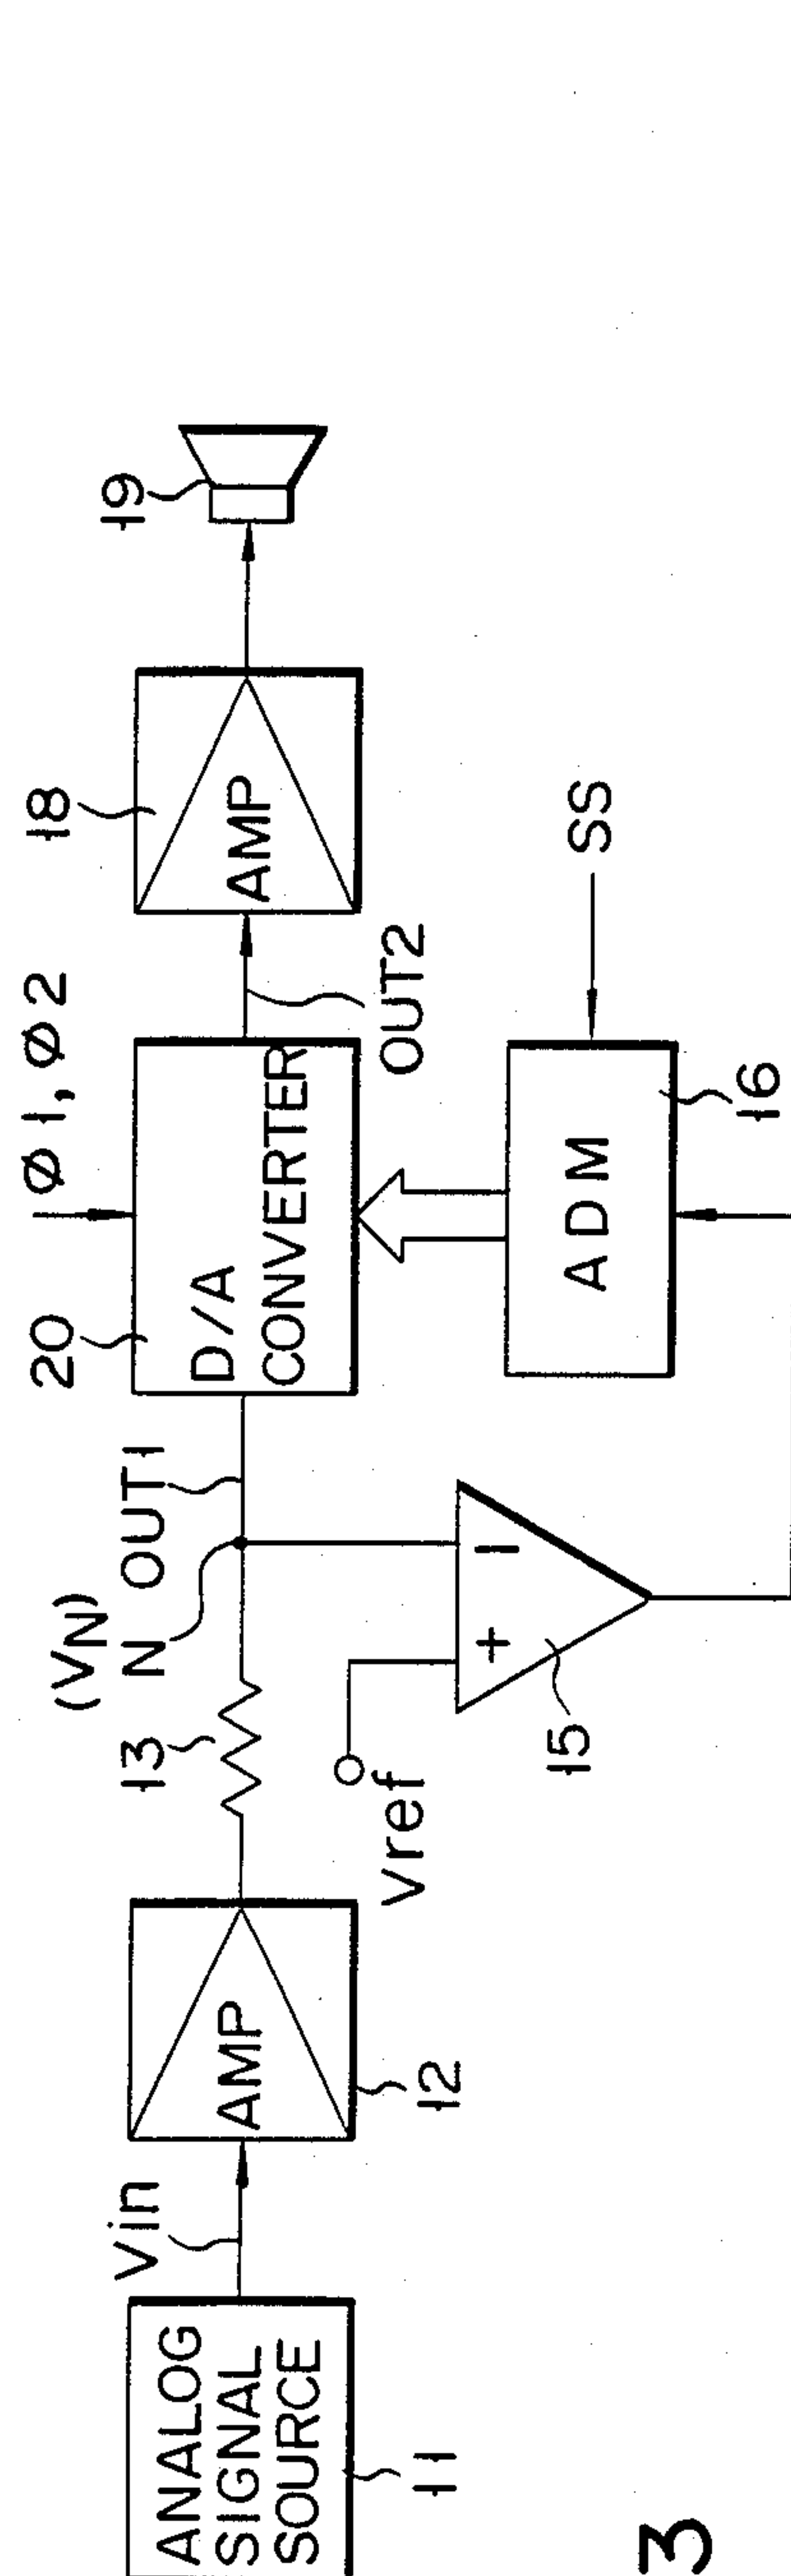 ANALOG
SIGNAL
SOURCE
11
Vin
AMP
12
13
(VN)
N
OUT1
Vref
+
−
15
20
D/A
CONVERTER
Ø1, Ø2
OUT2
ADM
16
SS
18
AMP
19
3